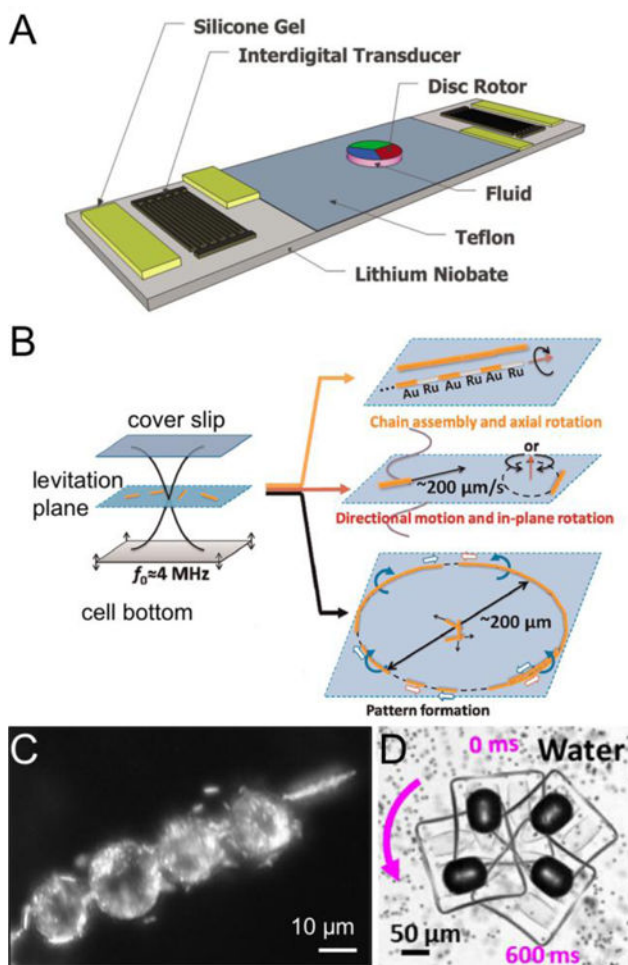 A
Silicone Gel
Interdigital Transducer
Disc Rotor
Fluid
Teflon
Lithium Niobate
B
cover slip
levitation
plane
f₀≈4 MHz
cell bottom
Au Ru Au Ru Au Ru
Chain assembly and axial rotation
or
~200 µm/s
Directional motion and in-plane rotation
~200 µm
Pattern formation
C
10 µm
D
0 ms
Water
50 µm
600 ms